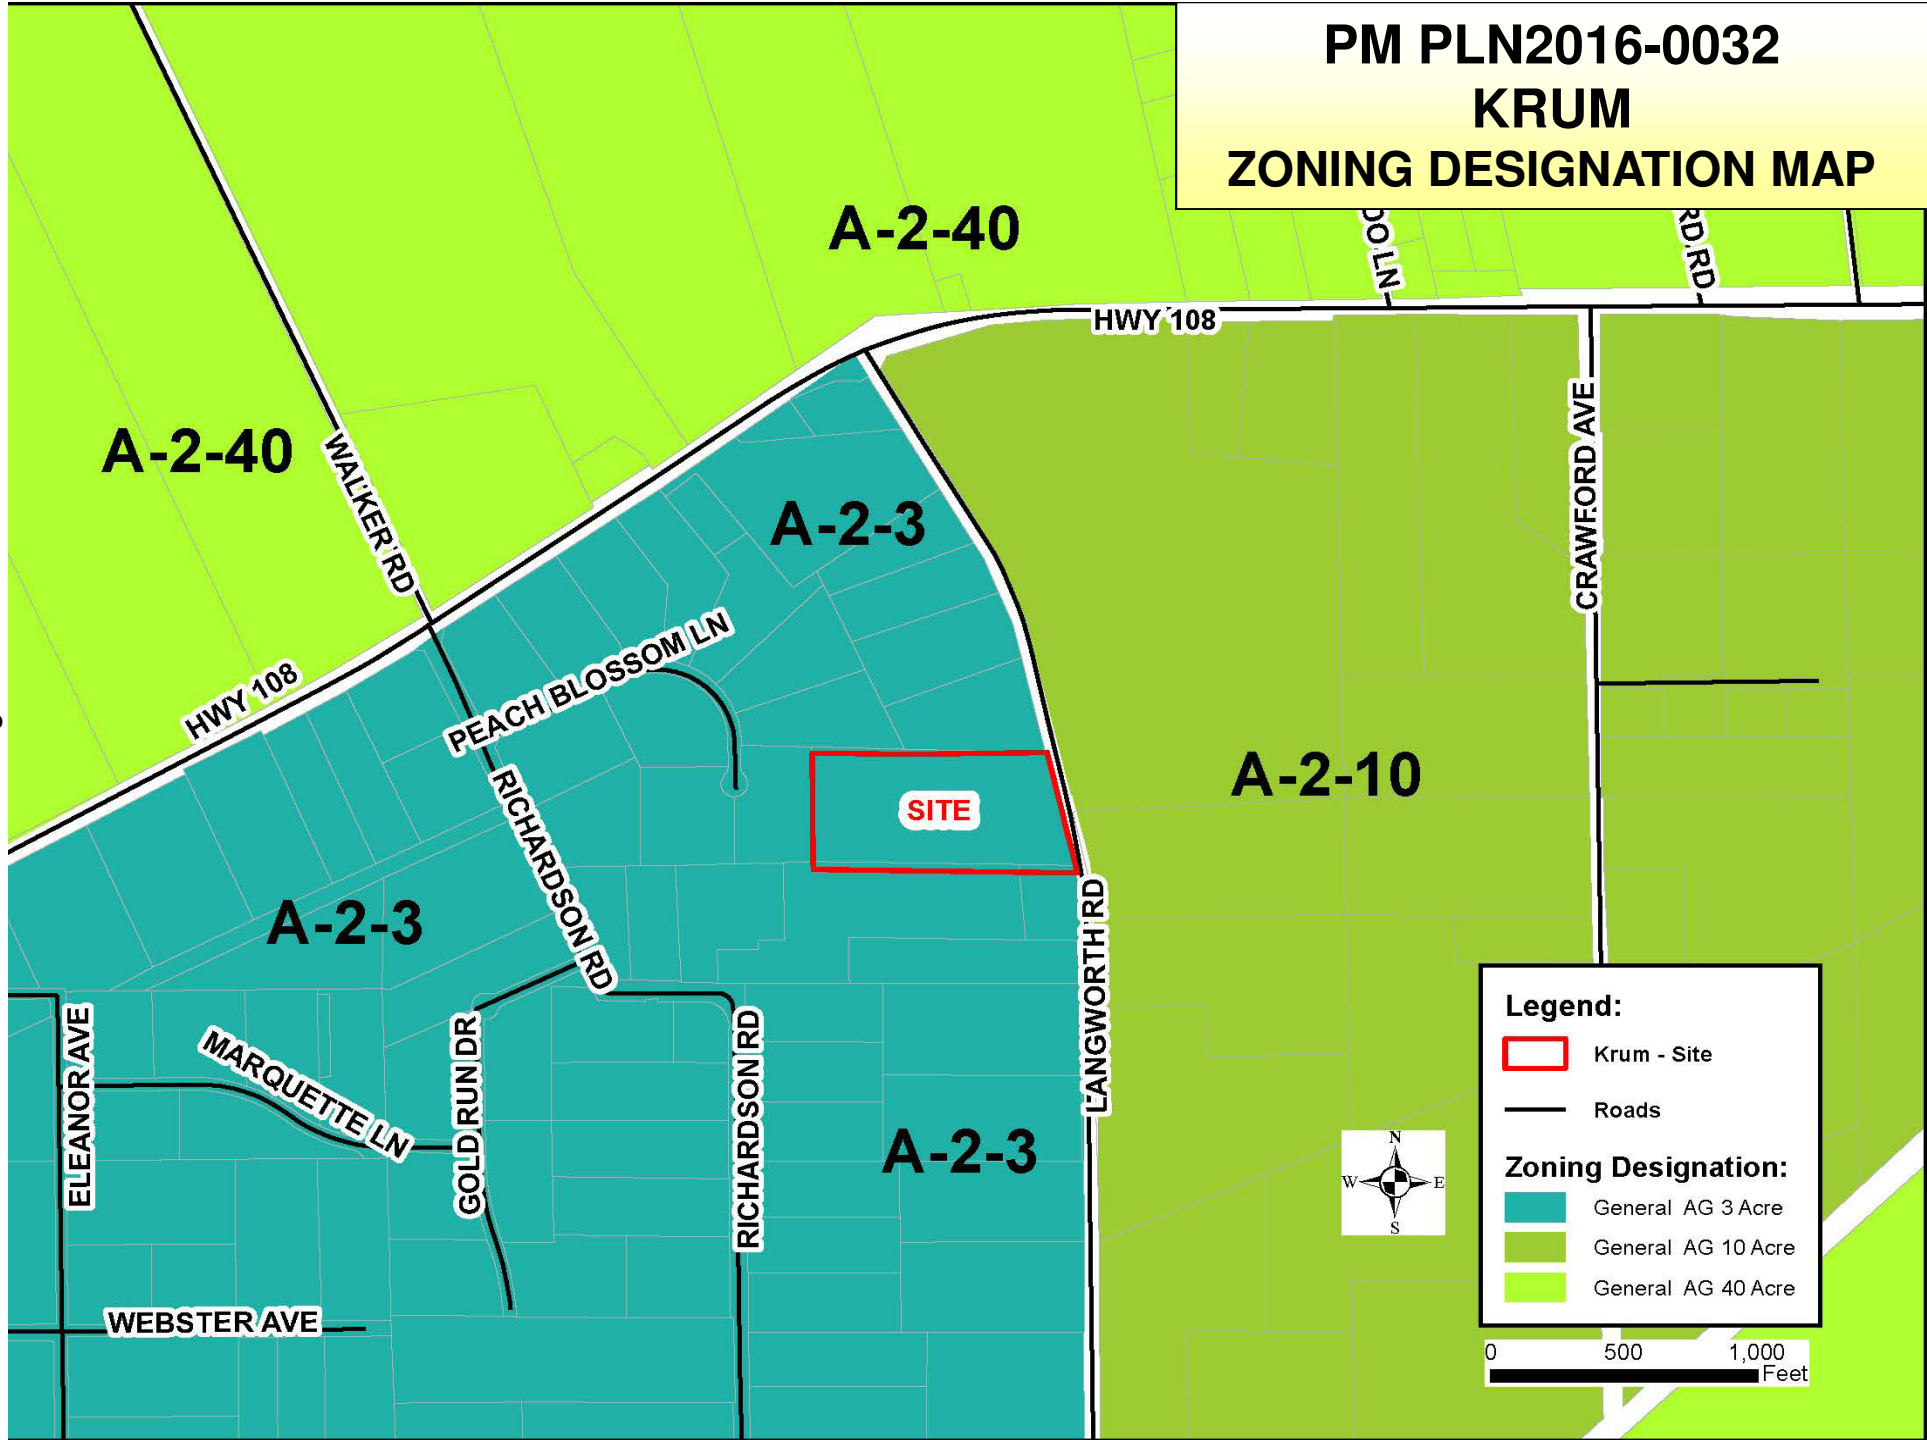 PM PLN2016-0032
KRUM
ZONING DESIGNATION MAP
A-2-40
LN
RD
HWY 108
A-2-40
WALKER RD
CRAWFORD AVE
A-2-3
PEACH BLOSSOM LN
HWY 108
A-2-10
SITE
RICHARDSON RD
A-2-3
LANGWORTH RD
ELEANOR AVE
MARQUETTE LN
GOLD RUN DR
RICHARDSON RD
A-2-3
WEBSTER AVE
N
W E
S
Legend:
Krum - Site
Roads
Zoning Designation:
General AG 3 Acre
General AG 10 Acre
General AG 40 Acre
0 500 1,000
Feet